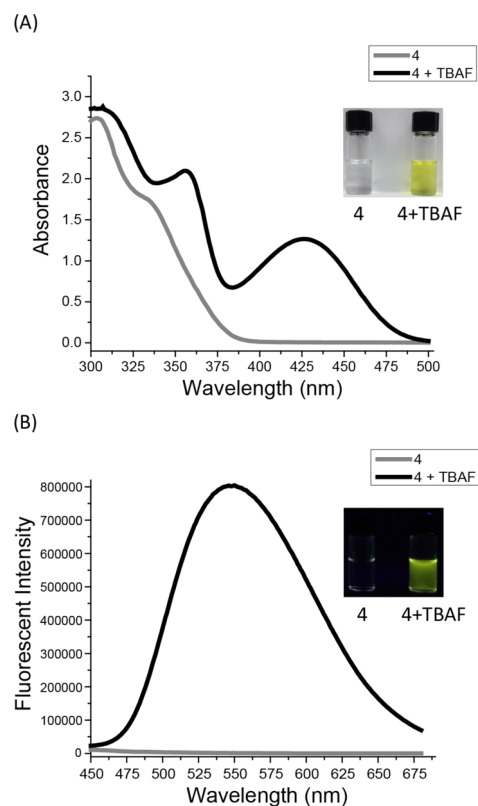 (A)
4
4 + TBAF
3.0
2.5
2.0
1.5
1.0
0.5
0.0
Absorbance
4 4+TBAF
300 325 350 375 400 425 450 475 500
Wavelength (nm)
(B)
4
4 + TBAF
800000
700000
600000
500000
400000
300000
200000
100000
0
Fluorescent Intensity
4 4+TBAF
450 475 500 525 550 575 600 625 650 675
Wavelength (nm)